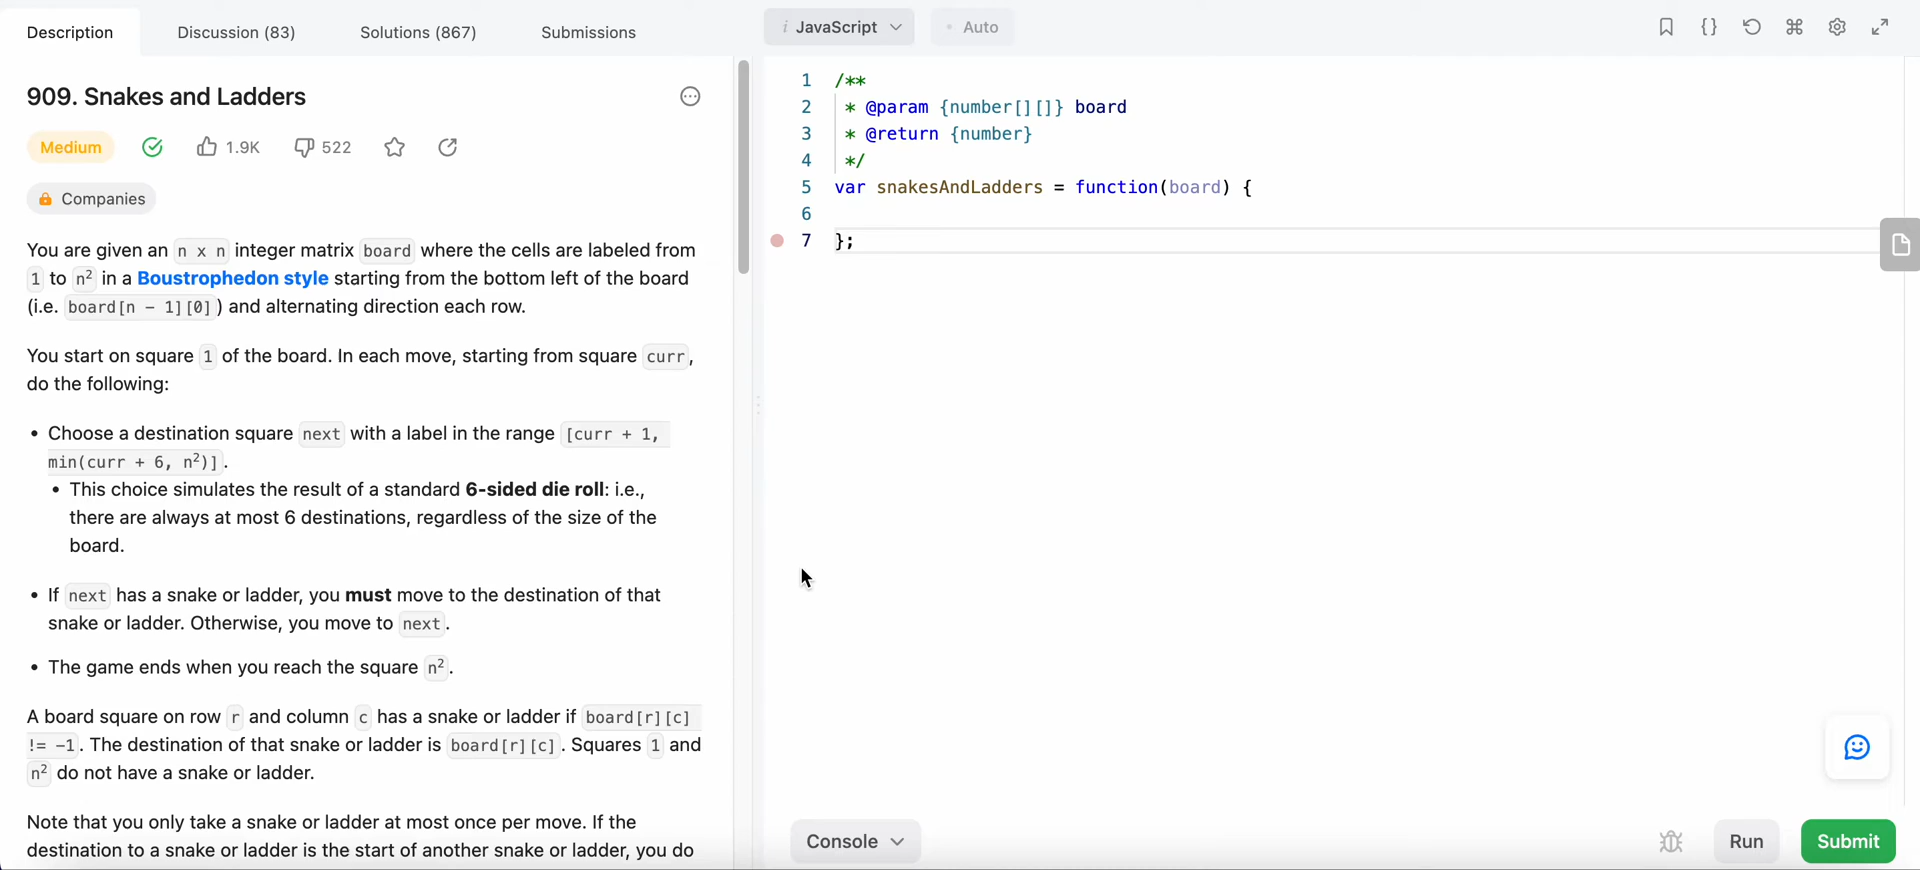 Description Discussion (83) Solutions (867) Submissions
i JavaScript Auto
909. Snakes and Ladders
Medium 1.9K 522
Companies
You are given an n x n integer matrix board where the cells are labeled from
1 to n² in a Boustrophedon style starting from the bottom left of the board
(i.e. board[n - 1][0]) and alternating direction each row.
You start on square 1 of the board. In each move, starting from square curr,
do the following:
• Choose a destination square next with a label in the range [curr + 1,
min(curr + 6, n²)].
• This choice simulates the result of a standard 6-sided die roll: i.e.,
there are always at most 6 destinations, regardless of the size of the
board.
• If next has a snake or ladder, you must move to the destination of that
snake or ladder. Otherwise, you move to next.
• The game ends when you reach the square n².
A board square on row r and column c has a snake or ladder if board[r][c]
!= -1. The destination of that snake or ladder is board[r][c]. Squares 1 and
n² do not have a snake or ladder.
Note that you only take a snake or ladder at most once per move. If the
destination to a snake or ladder is the start of another snake or ladder, you do
1 /**
2 * @param {number[][]} board
3 * @return {number}
4 */
5 var snakesAndLadders = function(board) {
6
7 };
Console Run Submit